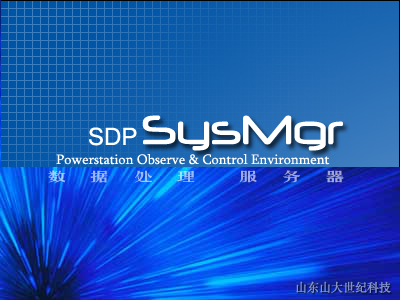 SDP SysMgr
Powerstation Observe & Control Environment
数据处理 服务器
山东山大世纪科技